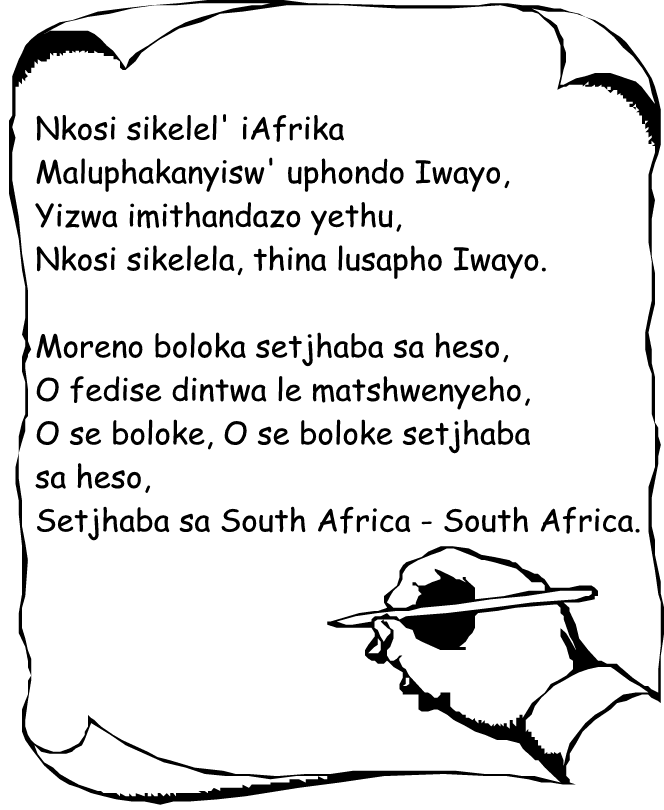 Nkosi sikelel' iAfrika
Maluphakanyisw' uphondo Iwayo,
Yizwa imithandazo yethu,
Nkosi sikelela, thina lusapho Iwayo.
Moreno boloka setjhaba sa heso,
O fedise dintwa le matshwenyeho,
O se boloke, O se boloke setjhaba
sa heso,
Setjhaba sa South Africa - South Africa.